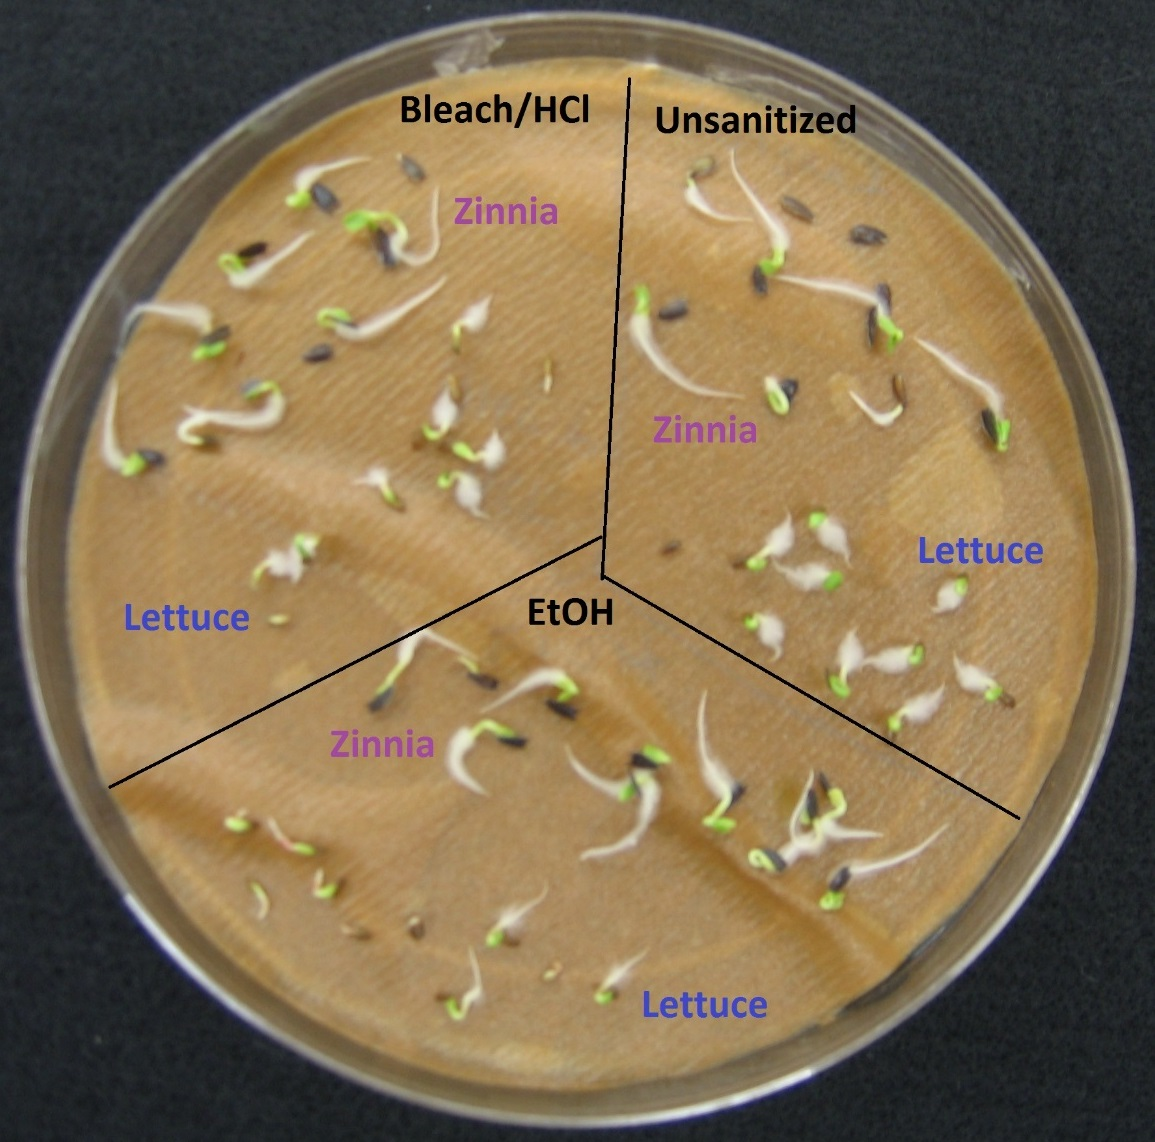 Bleach/HCl
Unsanitized
Zinnia
Zinnia
Lettuce
Lettuce
EtOH
Zinnia
Lettuce